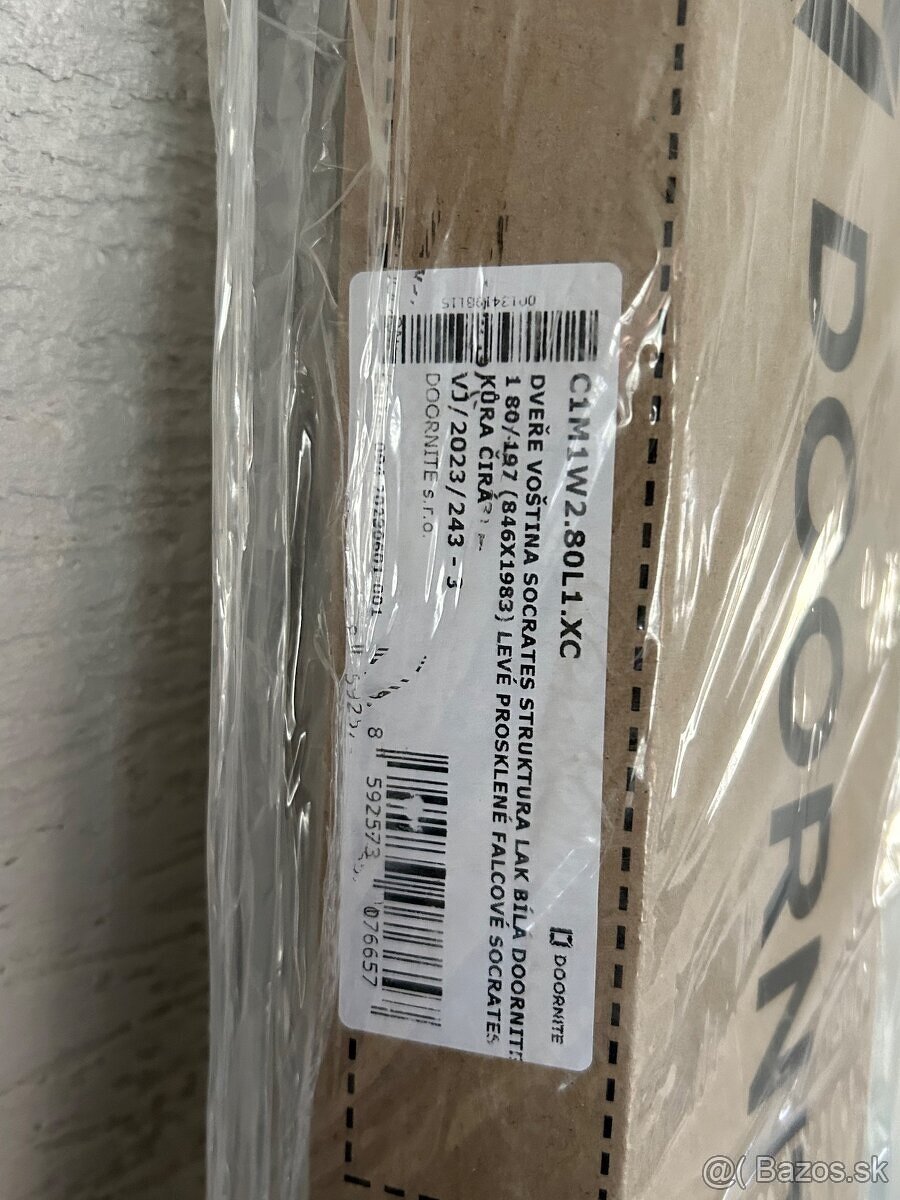 DOORN
C1M1W2.80L1.XC
DOORNITE
DVEŘE VOŠTINA SOCRATES STRUKTURA LAK BÍLÁ DOORNITE
1 80/197 (846X1983) LEVÉ PROSKLENÉ FALCOVÉ SOCRATES
KŮRA ČIRÁ
VJ/2023/243 - 3
DOORNITE s.r.o.
8 592573 076657
@( Bazos.sk